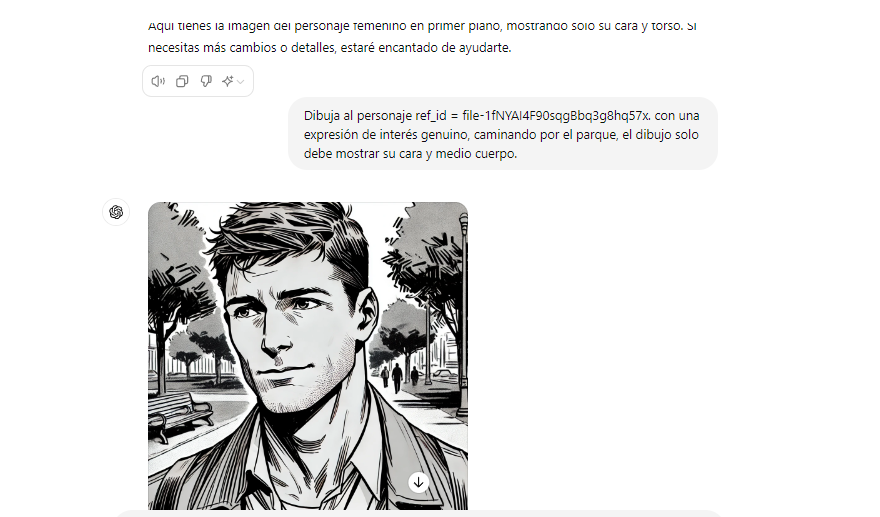 Aquí tienes la imagen del personaje femenino en primer plano, mostrando solo su cara y torso. Si
necesitas más cambios o detalles, estaré encantado de ayudarte.
Dibuja al personaje ref_id = file-1fNYAI4F90sqgBbq3g8hq57x. con una
expresión de interés genuino, caminando por el parque, el dibujo solo
debe mostrar su cara y medio cuerpo.